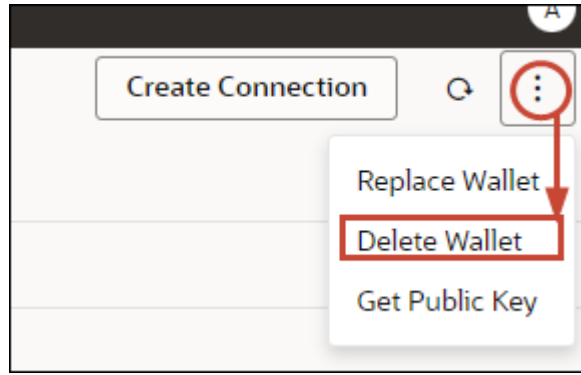 A
Create Connection
Replace Wallet
Delete Wallet
Get Public Key